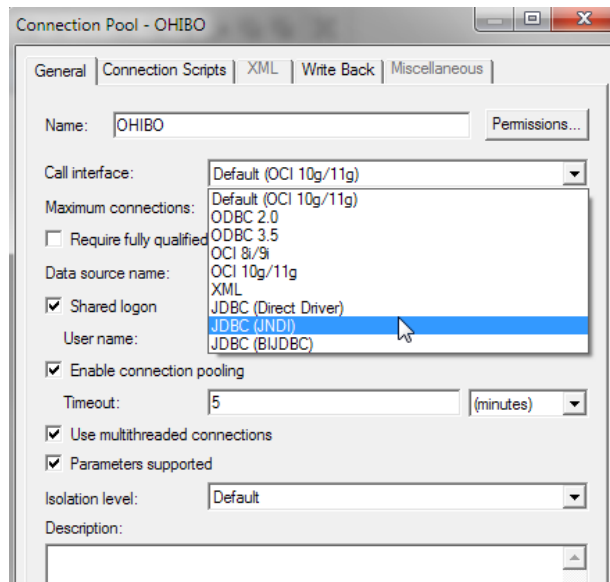 Connection Pool - OHIBO
General Connection Scripts XML Write Back Miscellaneous
Name: OHIBO Permissions...
Call interface: Default (OCI 10g/11g)
Default (OCI 10g/11g)
Maximum connections:
ODBC 2.0
ODBC 3.5
Require fully qualified
OCI 8i/9i
OCI 10g/11g
Data source name:
XML
Shared logon
JDBC (Direct Driver)
JDBC (JNDI)
User name:
JDBC (BIJDBC)
Enable connection pooling
Timeout: 5 (minutes)
Use multithreaded connections
Parameters supported
Isolation level: Default
Description: